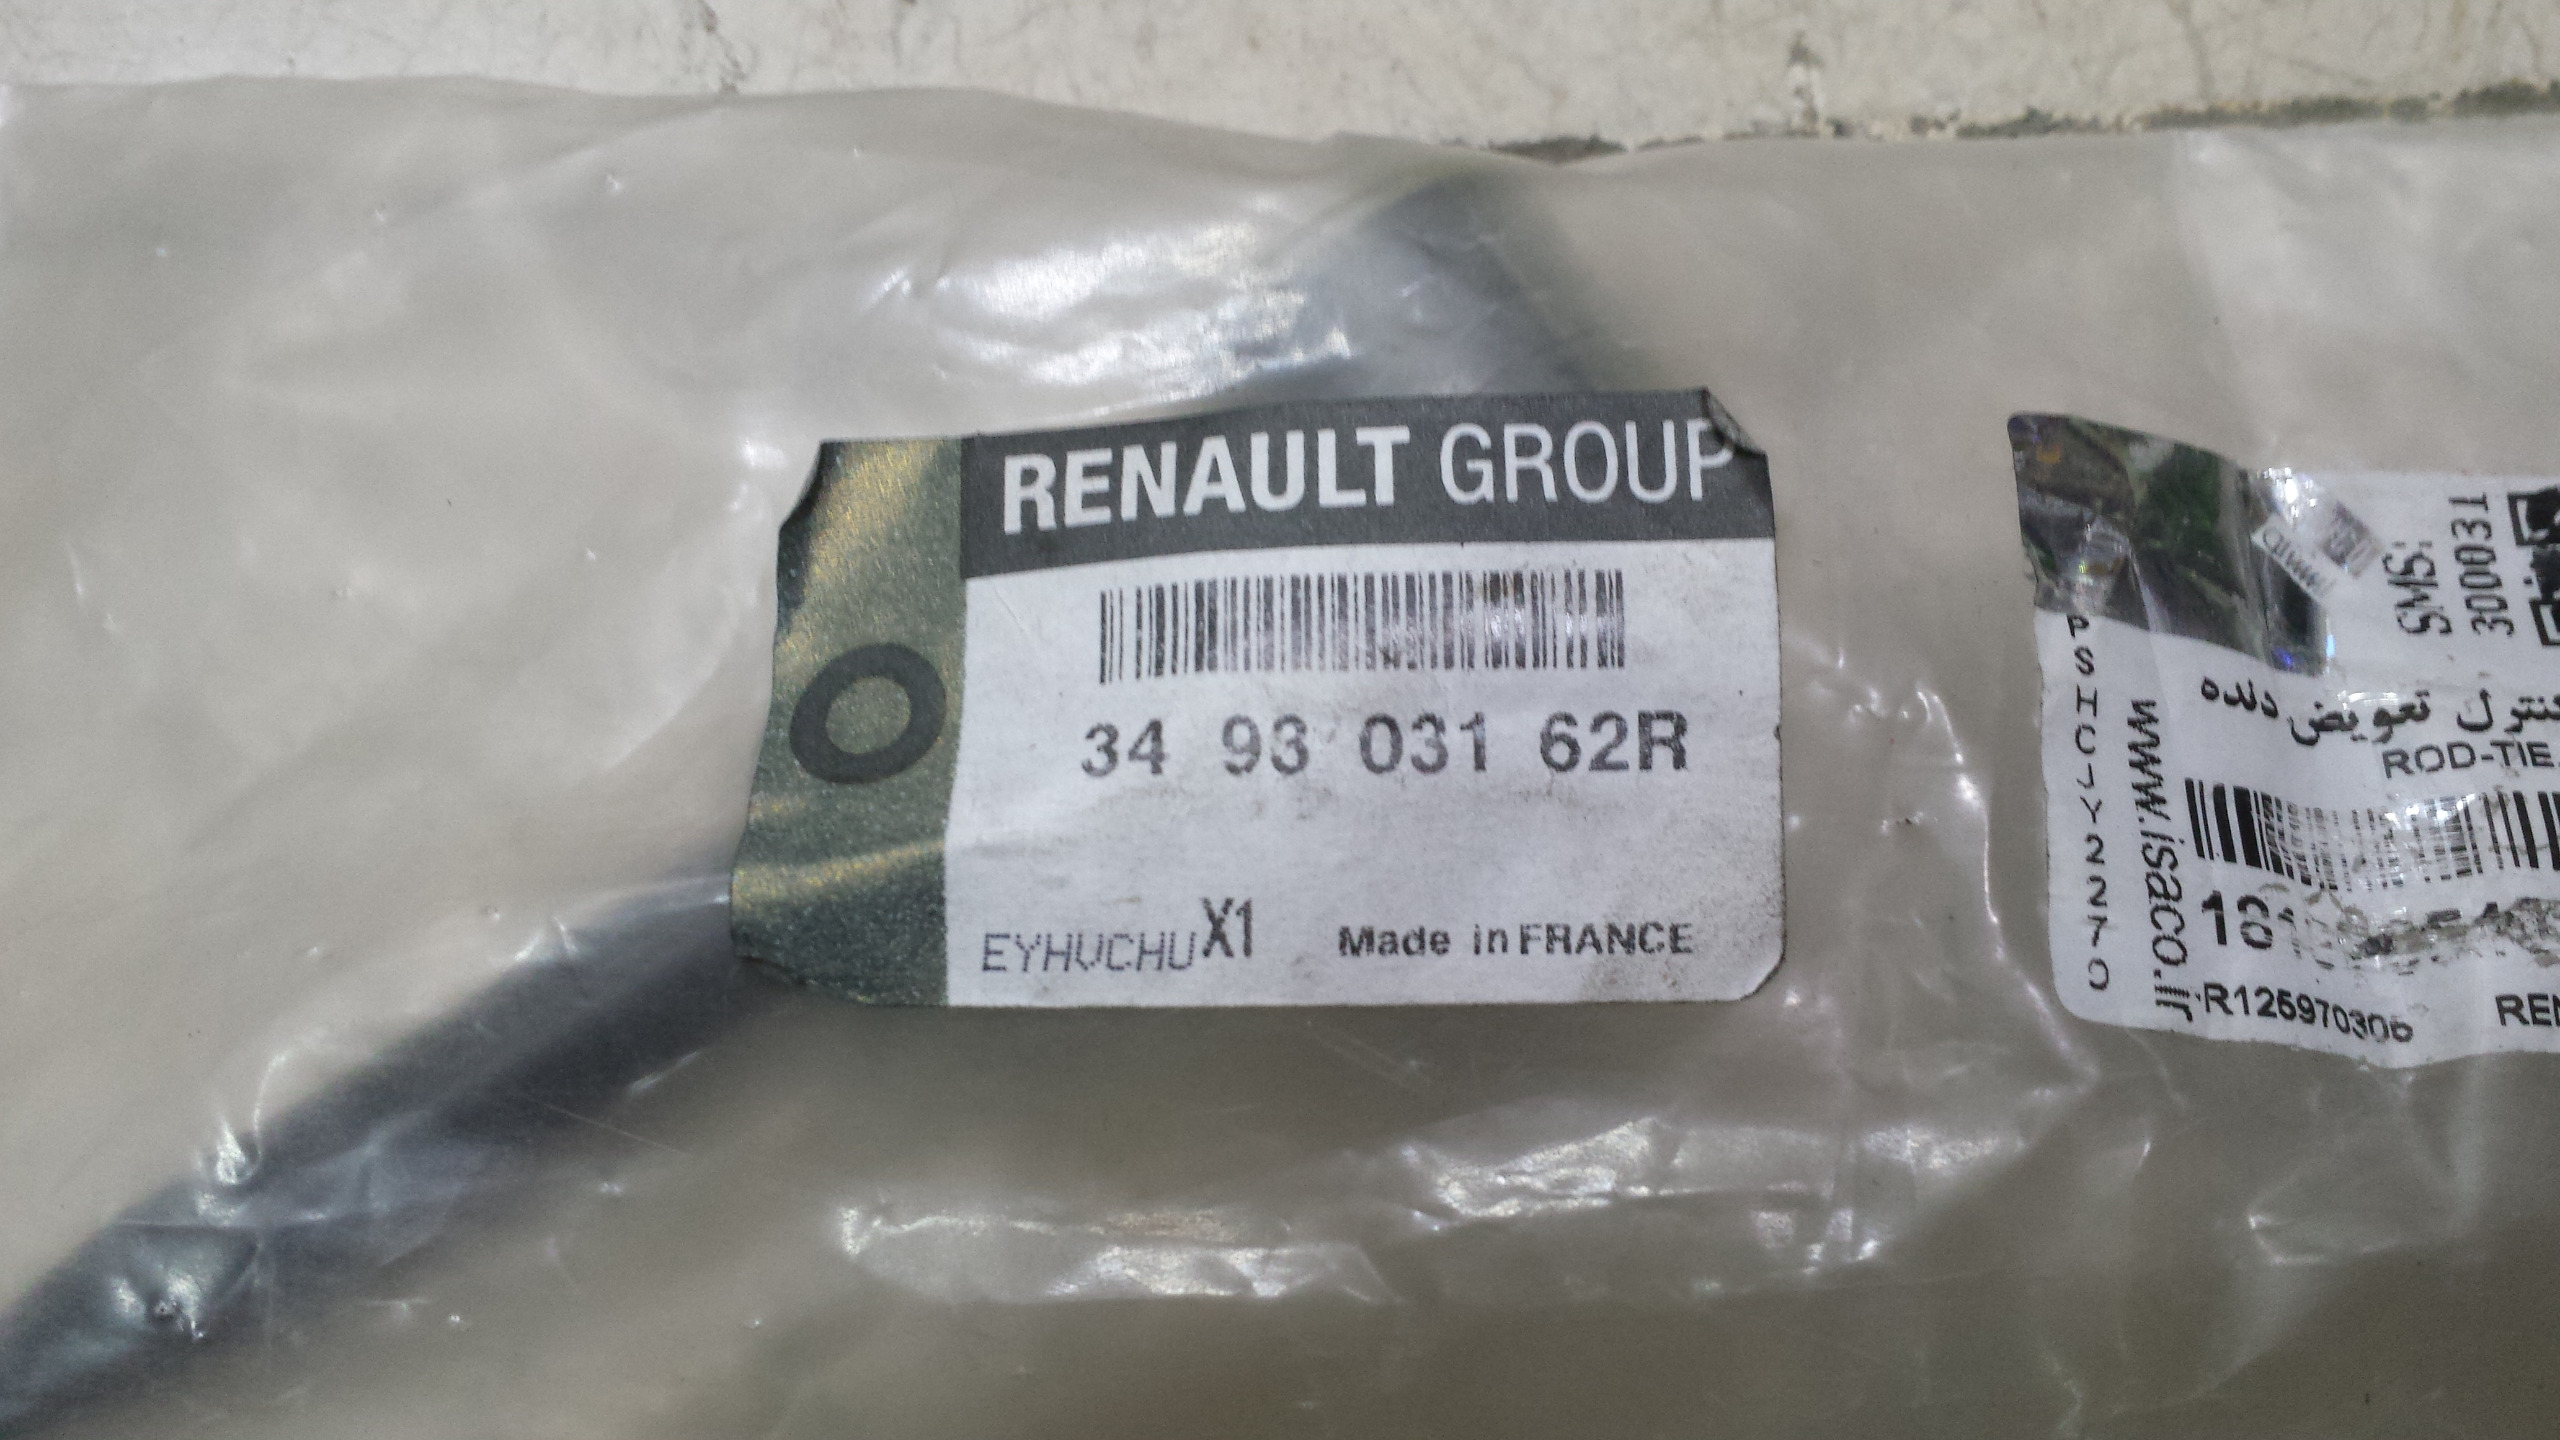 RENAULT GROUP
34 93 031 62R
EYHVCHU X1 Made in FRANCE
SMS:
300031
PSHCJY2270
www.isaco.ir
کنترل تعویض دنده
ROD-TIE
R125970306